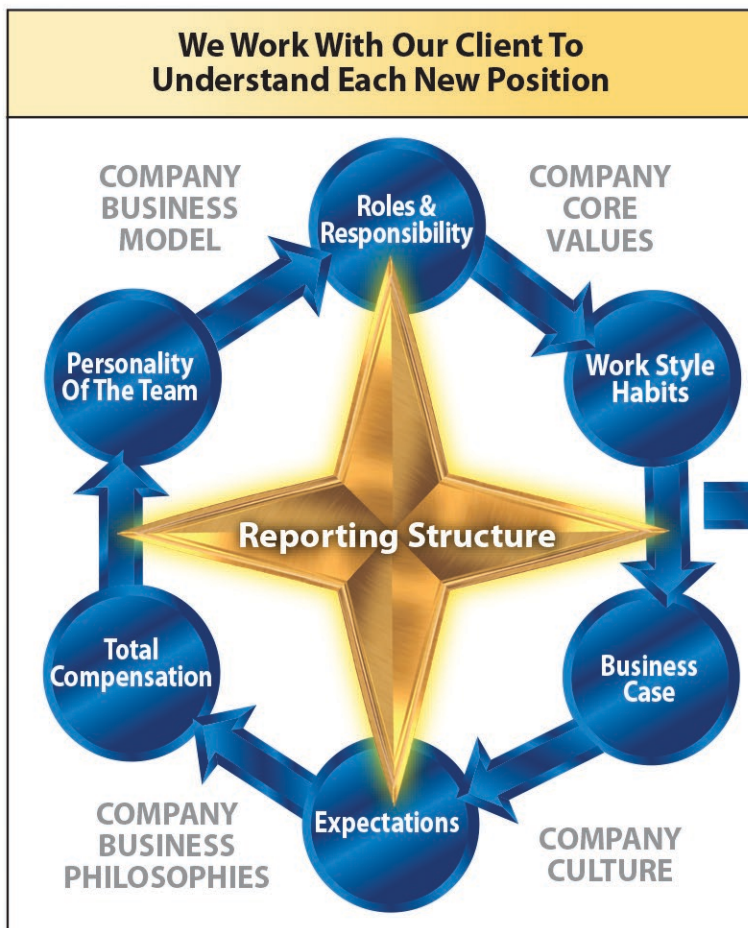 We Work With Our Client To
Understand Each New Position
COMPANY
BUSINESS
MODEL
Roles &
Responsibility
COMPANY
CORE
VALUES
Personality
Of The Team
Work Style
Habits
Reporting Structure
Total
Compensation
Business
Case
COMPANY
BUSINESS
PHILOSOPHIES
Expectations
COMPANY
CULTURE